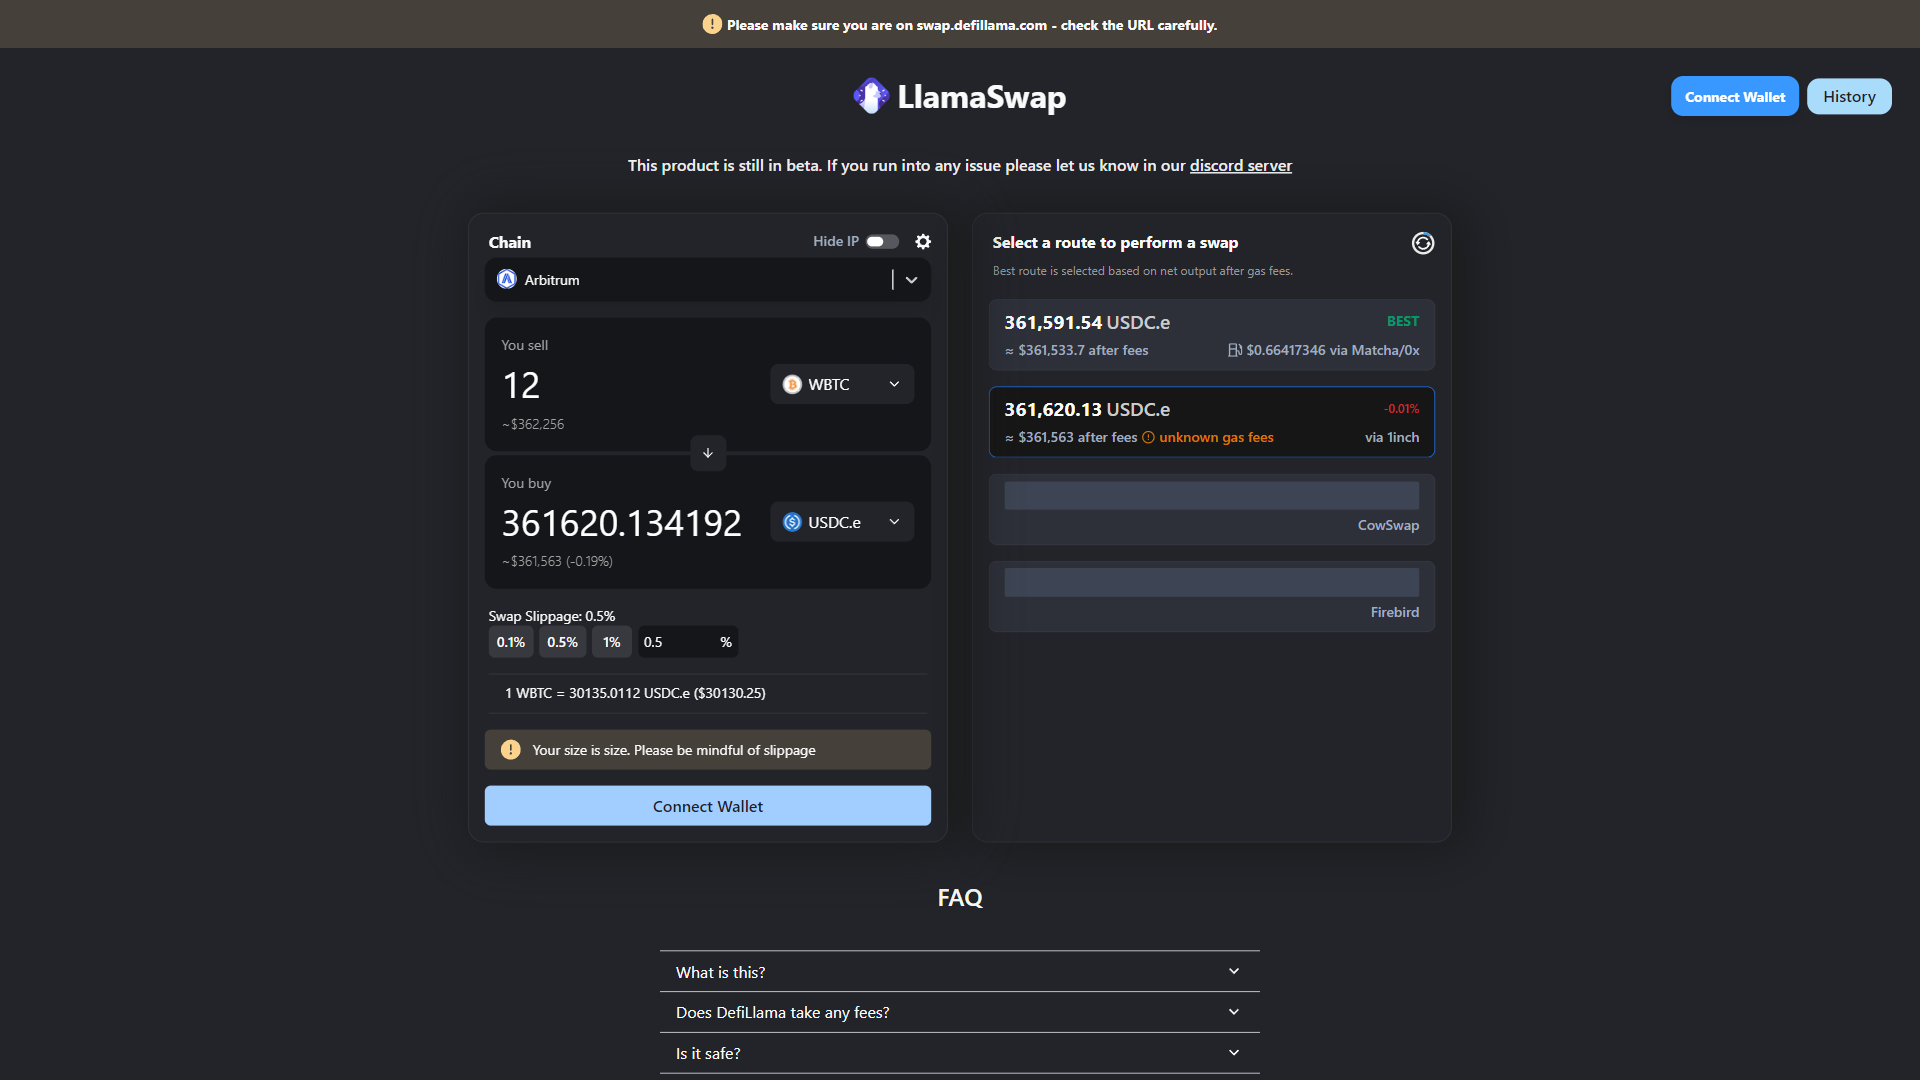 Please make sure you are on swap.defillama.com - check the URL carefully.
LlamaSwap
Connect Wallet
History
This product is still in beta. If you run into any issue please let us know in our discord server
Chain
Hide IP
Arbitrum
You sell
12
WBTC
~$362,256
You buy
361620.134192
USDC.e
~$361,563 (-0.19%)
Swap Slippage: 0.5%
0.1%
0.5%
1%
0.5
%
1 WBTC = 30135.0112 USDC.e ($30130.25)
Your size is size. Please be mindful of slippage
Connect Wallet
Select a route to perform a swap
Best route is selected based on net output after gas fees.
361,591.54 USDC.e
BEST
≈ $361,533.7 after fees
$0.66417346 via Matcha/0x
361,620.13 USDC.e
-0.01%
≈ $361,563 after fees
unknown gas fees
via 1inch
CowSwap
Firebird
FAQ
What is this?
Does DefiLlama take any fees?
Is it safe?